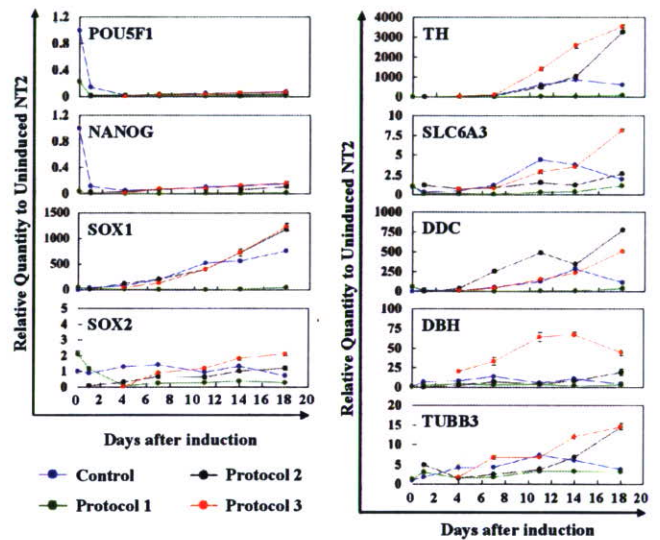 Relative Quantity to Uninduced NT2
POU5F1
1.2
0.8
0.4
0
NANOG
1.2
0.8
0.4
0
SOX1
1500
1000
500
0
SOX2
5
4
3
2
1
0
0 2 4 6 8 10 12 14 16 18 20
Days after induction
Control
Protocol 2
Protocol 1
Protocol 3
Relative Quantity to Uninduced NT2
TH
4000
3000
2000
1000
0
SLC6A3
10
7.5
5
2.5
0
DDC
1000
750
500
250
0
DBH
100
75
50
25
0
TUBB3
20
15
10
5
0
0 2 4 6 8 10 12 14 16 18 20
Days after induction